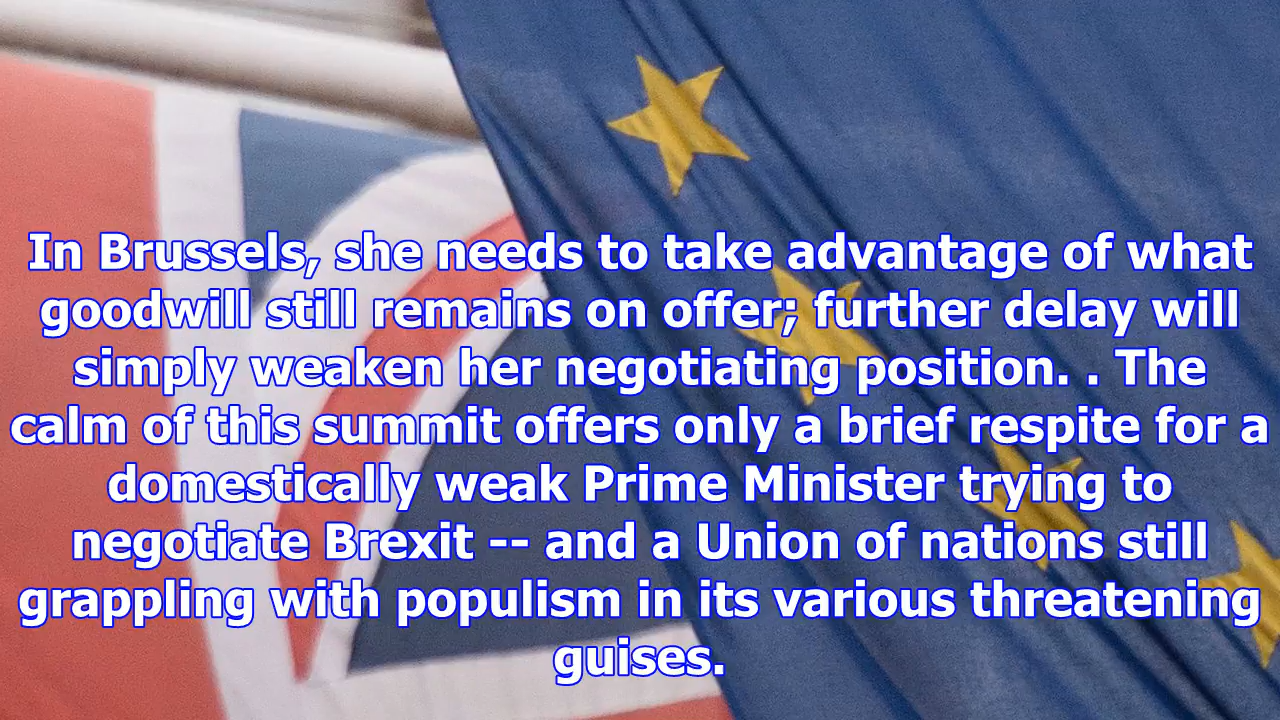 In Brussels, she needs to take advantage of what
goodwill still remains on offer; further delay will
simply weaken her negotiating position. . The
calm of this summit offers only a brief respite for a
domestically weak Prime Minister trying to
negotiate Brexit -- and a Union of nations still
grappling with populism in its various threatening
guises.